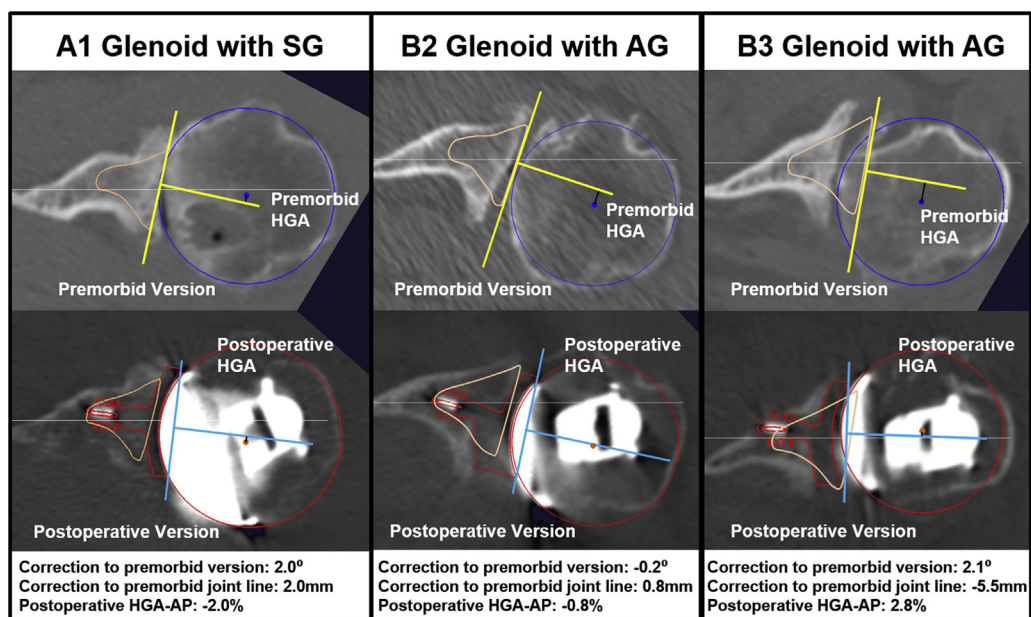 A1 Glenoid with SG
Premorbid
HGA
Premorbid Version
Postoperative
HGA
Postoperative Version
Correction to premorbid version: 2.0º
Correction to premorbid joint line: 2.0mm
Postoperative HGA-AP: -2.0%
B2 Glenoid with AG
Premorbid
HGA
Premorbid Version
Postoperative
HGA
Postoperative Version
Correction to premorbid version: -0.2º
Correction to premorbid joint line: 0.8mm
Postoperative HGA-AP: -0.8%
B3 Glenoid with AG
Premorbid
HGA
Premorbid Version
Postoperative
HGA
Postoperative Version
Correction to premorbid version: 2.1º
Correction to premorbid joint line: -5.5mm
Postoperative HGA-AP: 2.8%